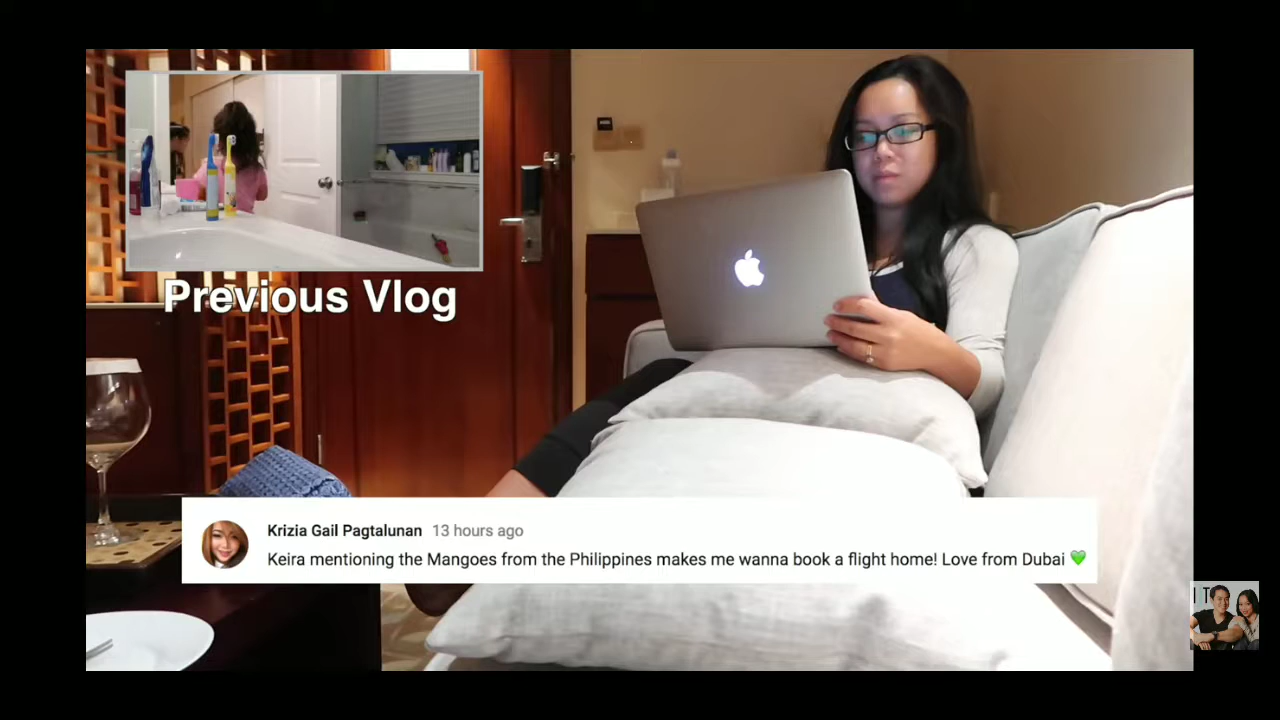 Previous Vlog
Krizia Gail Pagtalunan 13 hours ago
Keira mentioning the Mangoes from the Philippines makes me wanna book a flight home! Love from Dubai 💚